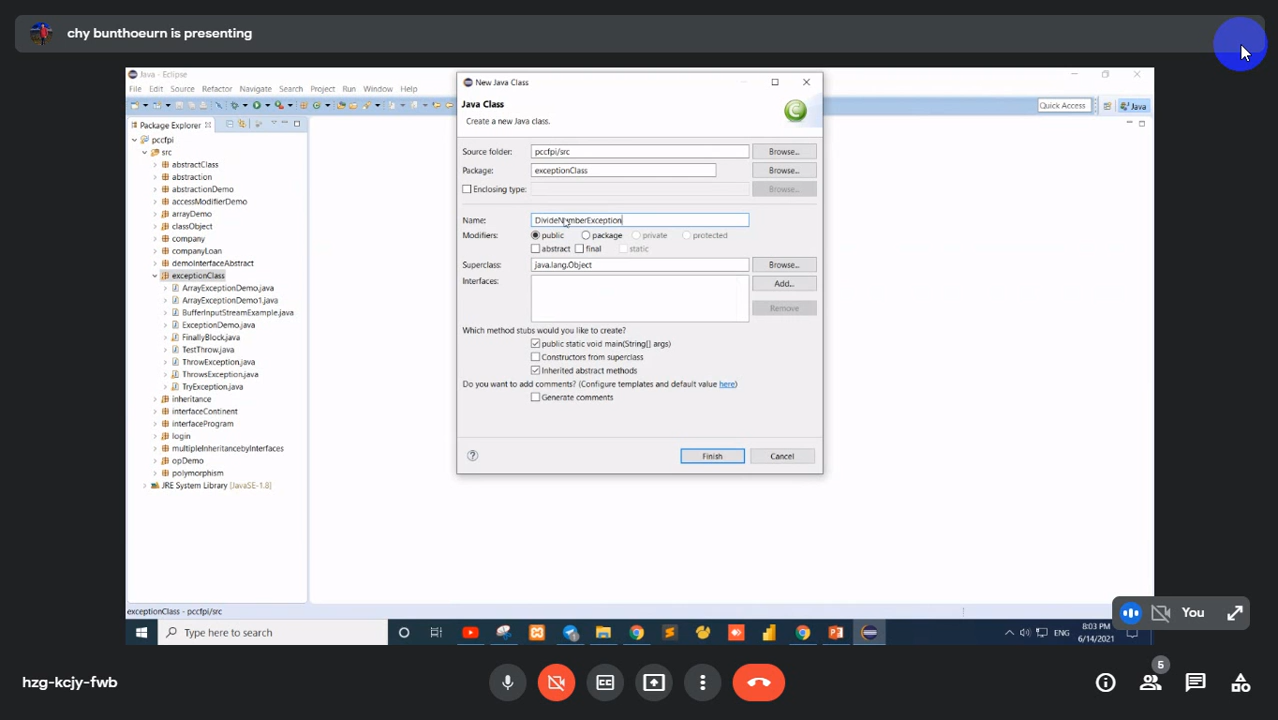 chy bunthoeurn is presenting
Java - Eclipse
File Edit Source Refactor Navigate Search Project Run Window Help
Quick Access
Java
Package Explorer
pccfpi
src
abstractClass
abstraction
abstractionDemo
accessModifierDemo
arrayDemo
classObject
company
companyLoan
demoInterfaceAbstract
exceptionClass
ArrayExceptionDemo.java
ArrayExceptionDemo1.java
BufferInputStreamExample.java
ExceptionDemo.java
FinallyBlock.java
TestThrow.java
ThrowException.java
ThrowsException.java
TryException.java
inheritance
interfaceContinent
interfaceProgram
login
multipleInheritancebyInterfaces
opDemo
polymorphism
JRE System Library [JavaSE-1.8]
New Java Class
Java Class
Create a new Java class.
Source folder: pccfpi/src Browse...
Package: exceptionClass Browse...
Enclosing type: Browse...
Name: DivideNumberException
Modifiers: public package private protected
abstract final static
Superclass: java.lang.Object Browse...
Interfaces: Add...
Remove
Which method stubs would you like to create?
public static void main(String[] args)
Constructors from superclass
Inherited abstract methods
Do you want to add comments? (Configure templates and default value here)
Generate comments
? Finish Cancel
exceptionClass - pccfpi/src
Type here to search
ENG
8:03 PM
6/14/2021
You
hzg-kcjy-fwb
CC
5